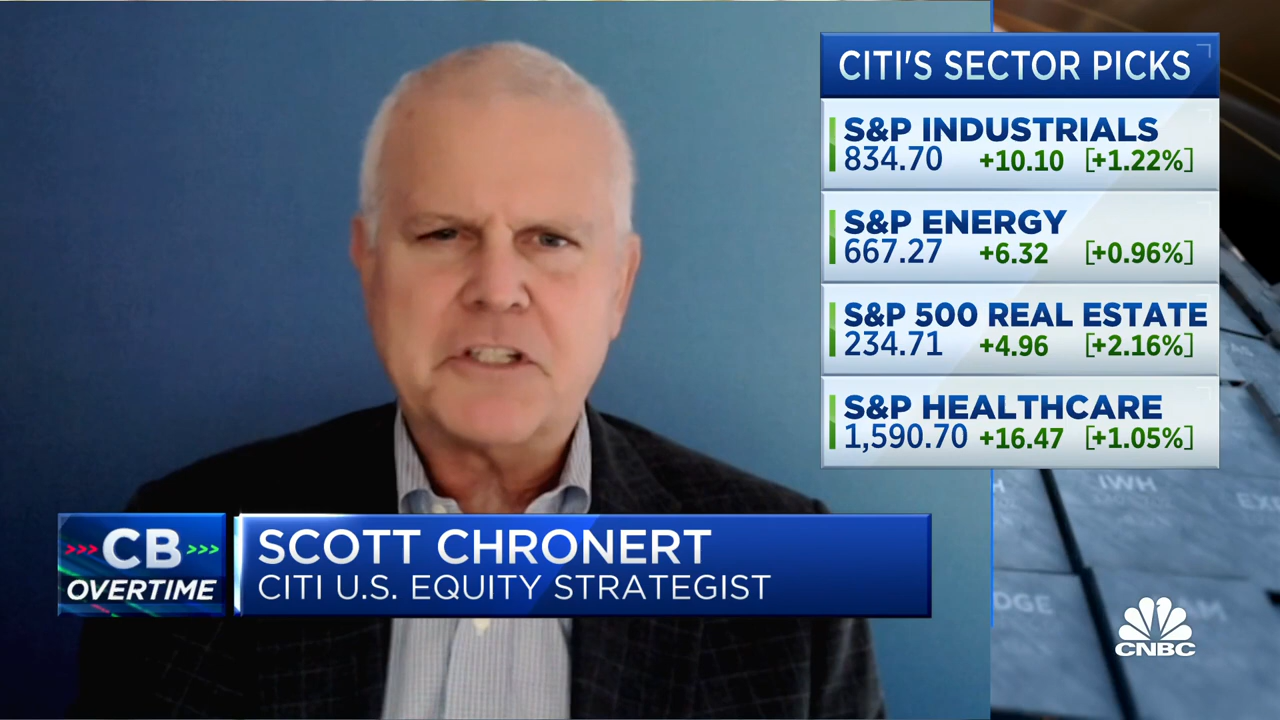 CITI'S SECTOR PICKS
S&P INDUSTRIALS
834.70 +10.10 [+1.22%]
S&P ENERGY
667.27 +6.32 [+0.96%]
S&P 500 REAL ESTATE
234.71 +4.96 [+2.16%]
S&P HEALTHCARE
1,590.70 +16.47 [+1.05%]
>>> CB >>>
OVERTIME
SCOTT CHRONERT
CITI U.S. EQUITY STRATEGIST
IWH
CNBC